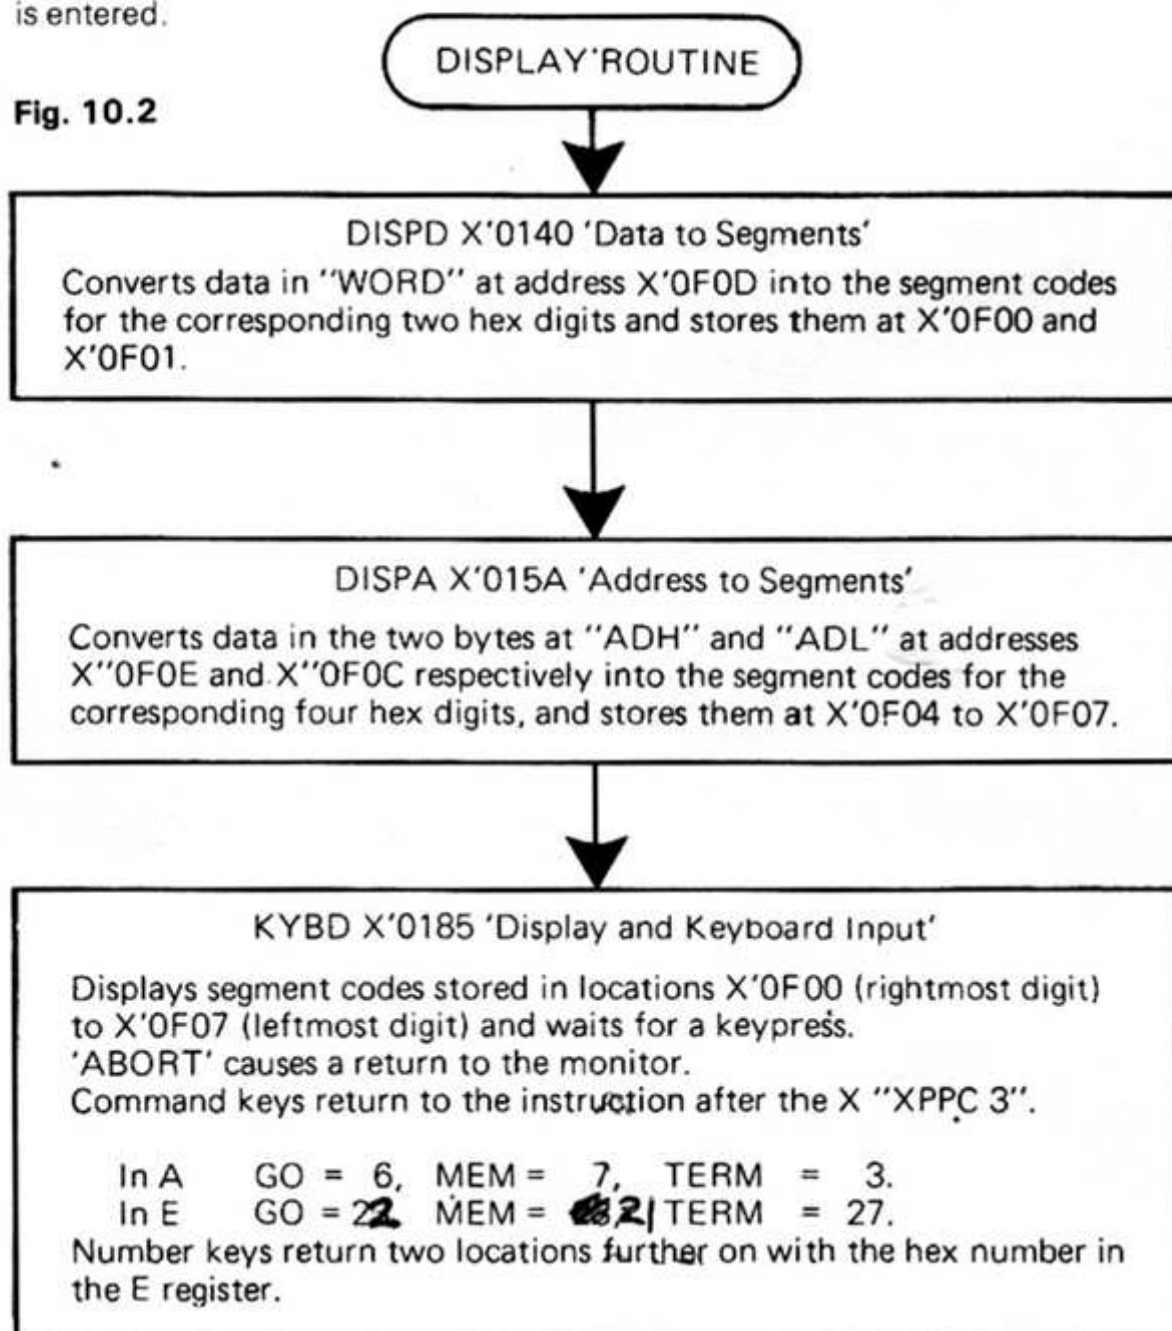 is entered.
DISPLAY'ROUTINE
Fig. 10.2
DISPD X'0140 'Data to Segments'
Converts data in "WORD" at address X'0F0D into the segment codes
for the corresponding two hex digits and stores them at X'0F00 and
X'0F01.
DISPA X'015A 'Address to Segments'
Converts data in the two bytes at "ADH" and "ADL" at addresses
X"0F0E and X"0F0C respectively into the segment codes for the
corresponding four hex digits, and stores them at X'0F04 to X'0F07.
KYBD X'0185 'Display and Keyboard Input'
Displays segment codes stored in locations X'0F00 (rightmost digit)
to X'0F07 (leftmost digit) and waits for a keypress.
'ABORT' causes a return to the monitor.
Command keys return to the instruction after the X "XPPC 3".
In A GO = 6, MEM = 7, TERM = 3.
In E GO = 22 MEM = 21 TERM = 27.
Number keys return two locations further on with the hex number in
the E register.